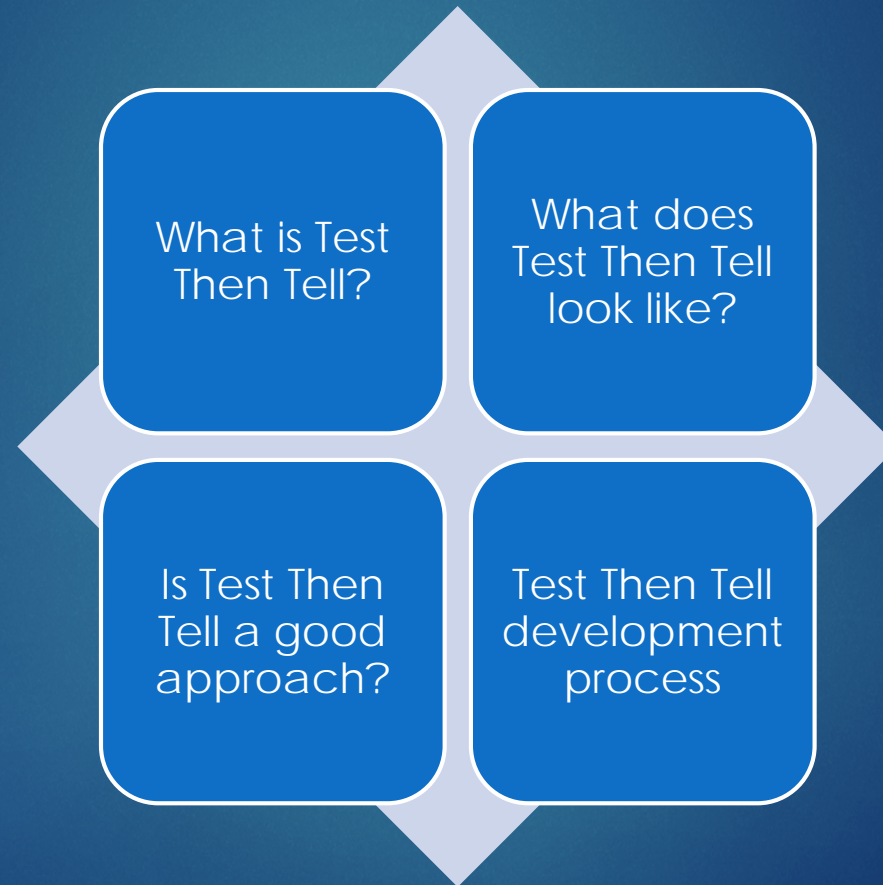 What is Test
Then Tell?
What does
Test Then Tell
look like?
Is Test Then
Tell a good
approach?
Test Then Tell
development
process